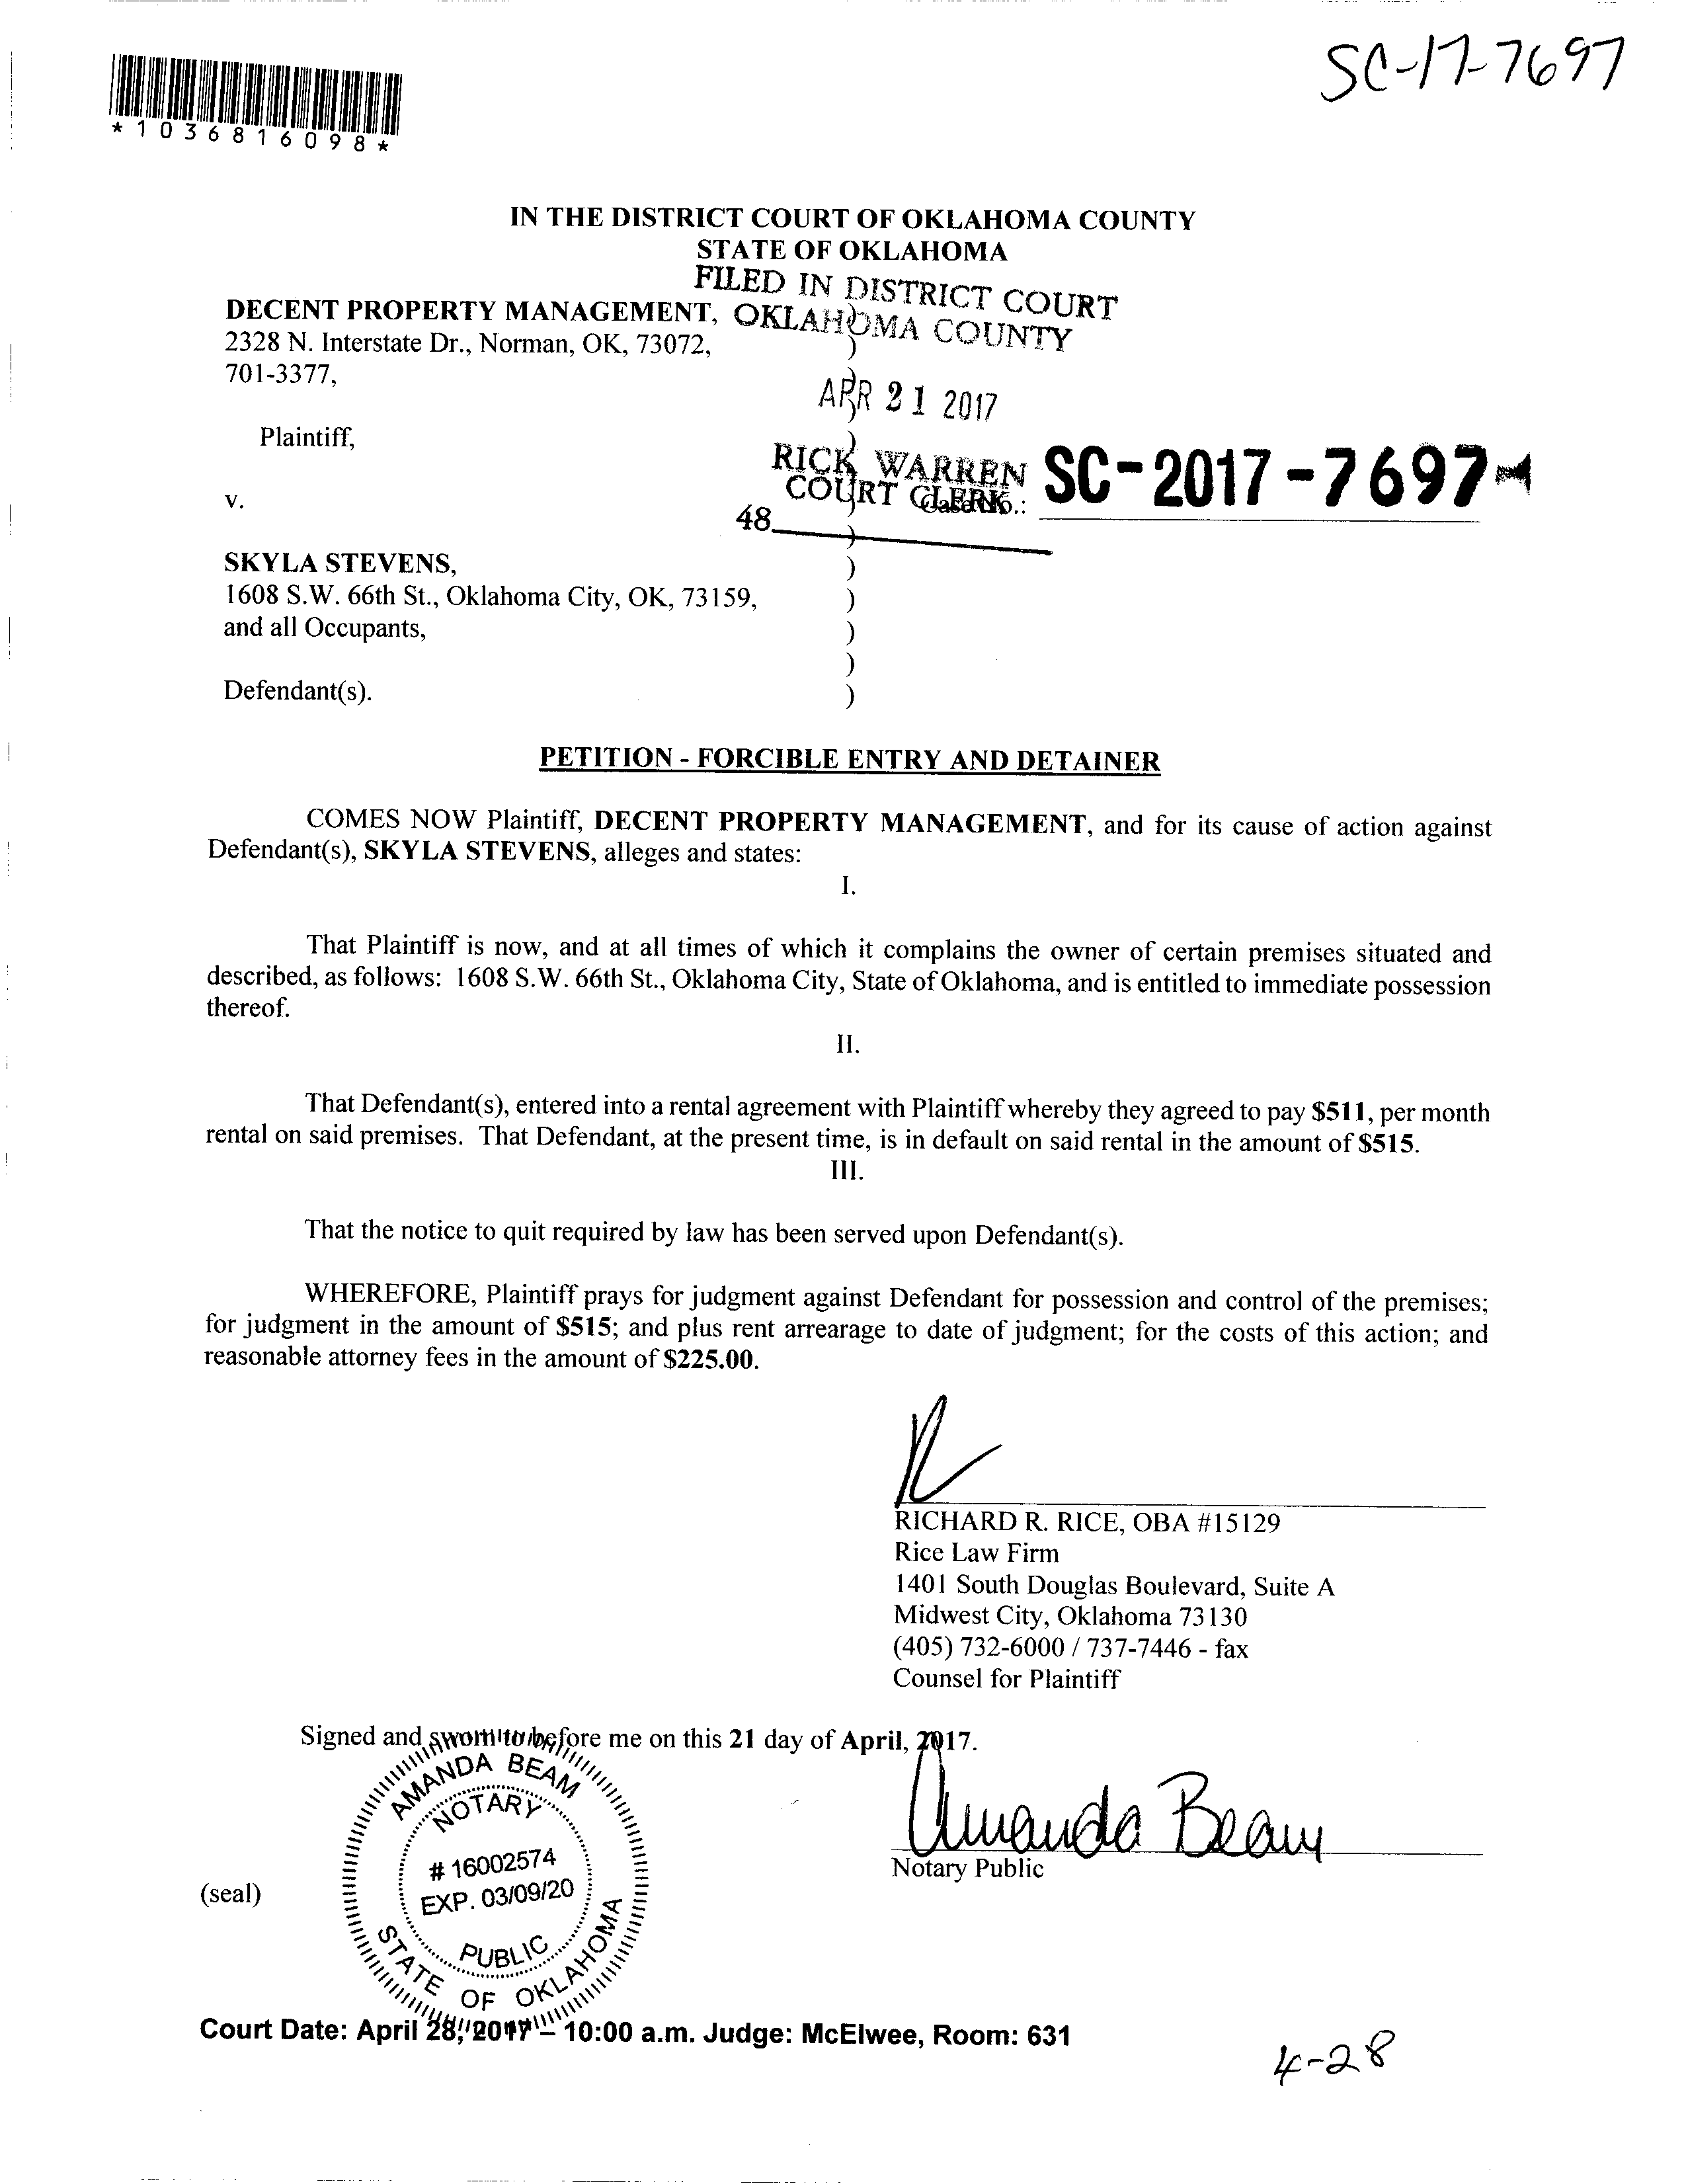 SC-17-7697
*1036816098*
IN THE DISTRICT COURT OF OKLAHOMA COUNTY
STATE OF OKLAHOMA
FILED IN DISTRICT COURT
OKLAHOMA COUNTY
DECENT PROPERTY MANAGEMENT, )
2328 N. Interstate Dr., Norman, OK, 73072, )
701-3377, )
APR 21 2017
Plaintiff, )
RICK WARREN
COURT CLERK
v. ) Case No.: SC-2017-7697
48
SKYLA STEVENS, )
1608 S.W. 66th St., Oklahoma City, OK, 73159, )
and all Occupants, )
)
Defendant(s). )
PETITION - FORCIBLE ENTRY AND DETAINER
COMES NOW Plaintiff, DECENT PROPERTY MANAGEMENT, and for its cause of action against
Defendant(s), SKYLA STEVENS, alleges and states:
I.
That Plaintiff is now, and at all times of which it complains the owner of certain premises situated and
described, as follows: 1608 S.W. 66th St., Oklahoma City, State of Oklahoma, and is entitled to immediate possession
thereof.
II.
That Defendant(s), entered into a rental agreement with Plaintiff whereby they agreed to pay $511, per month
rental on said premises. That Defendant, at the present time, is in default on said rental in the amount of $515.
III.
That the notice to quit required by law has been served upon Defendant(s).
WHEREFORE, Plaintiff prays for judgment against Defendant for possession and control of the premises;
for judgment in the amount of $515; and plus rent arrearage to date of judgment; for the costs of this action; and
reasonable attorney fees in the amount of $225.00.
RICHARD R. RICE, OBA #15129
Rice Law Firm
1401 South Douglas Boulevard, Suite A
Midwest City, Oklahoma 73130
(405) 732-6000 / 737-7446 - fax
Counsel for Plaintiff
Signed and sworn to before me on this 21 day of April, 2017.
Amanda Beam
Notary Public
(seal)
AMANDA BEAM
NOTARY
# 16002574
EXP. 03/09/20
PUBLIC
STATE OF OKLAHOMA
Court Date: April 28, 2017 – 10:00 a.m. Judge: McElwee, Room: 631
4-28